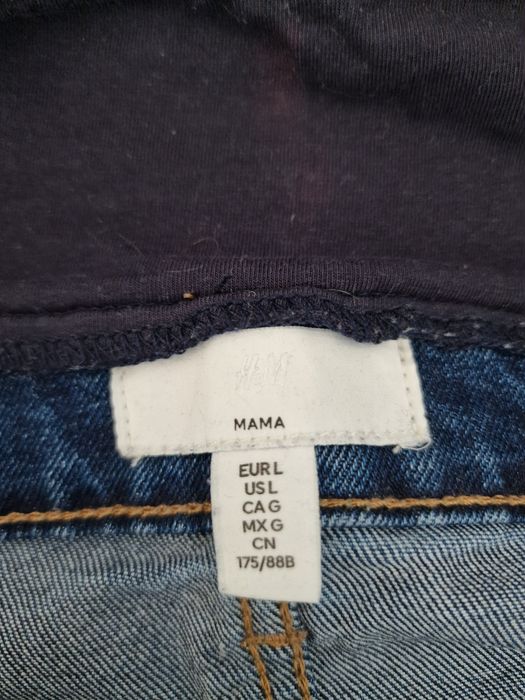 H&M
MAMA
EUR L
US L
CA G
MX G
CN
175/88B